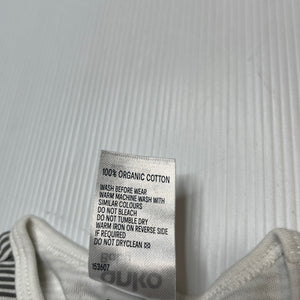 100% ORGANIC COTTON
WASH BEFORE WEAR
WARM MACHINE WASH WITH
SIMILAR COLOURS
DO NOT BLEACH
DO NOT TUMBLE DRY
WARM IRON ON REVERSE SIDE
IF REQUIRED
DO NOT DRYCLEAN